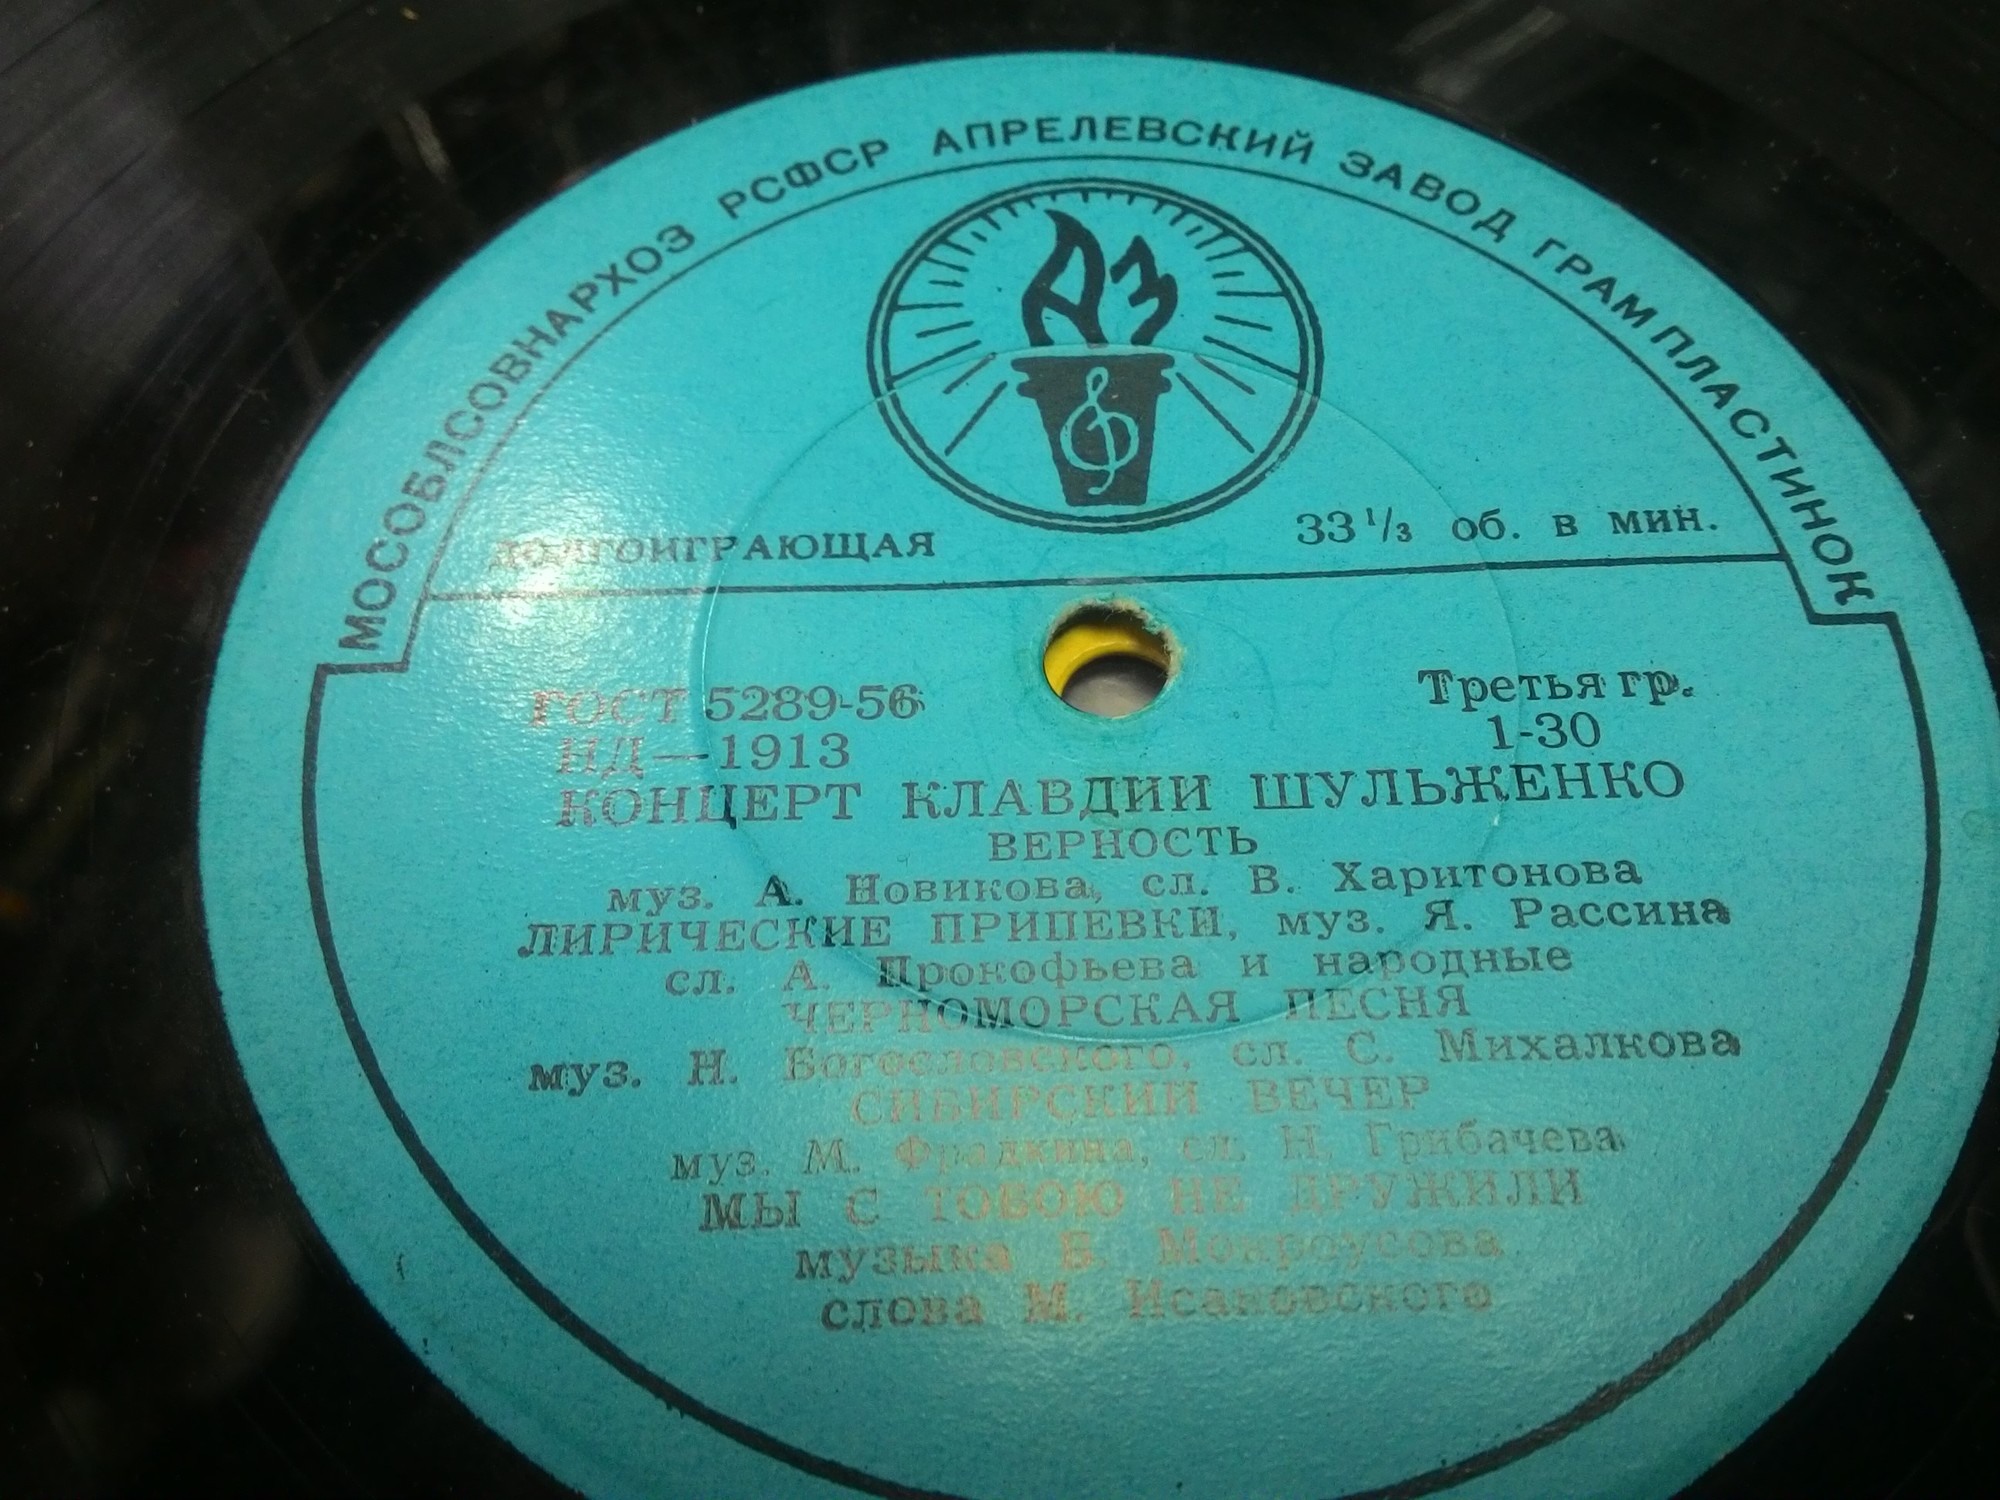 МОСОБЛСОВНАРХОЗ РСФСР АПРЕЛЕВСКИЙ ЗАВОД ГРАМПЛАСТИНОК
АЗ
ДОЛГОИГРАЮЩАЯ 33 1/3 об. в мин.
ГОСТ 5289-56 Третья гр.
НД—1913 1-30
КОНЦЕРТ КЛАВДИИ ШУЛЬЖЕНКО
ВЕРНОСТЬ
муз. А. Новикова, сл. В. Харитонова
ЛИРИЧЕСКИЕ ПРИПЕВКИ, муз. Я. Рассина
сл. А. Прокофьева и народные
ЧЕРНОМОРСКАЯ ПЕСНЯ
муз. Н. Богословского, сл. С. Михалкова
СИБИРСКИЙ ВЕЧЕР
муз. М. Фрадкина, сл. Н. Грибачева
МЫ С ТОБОЮ НЕ ДРУЖИЛИ
музыка Б. Мокроусова
слова М. Исаковского